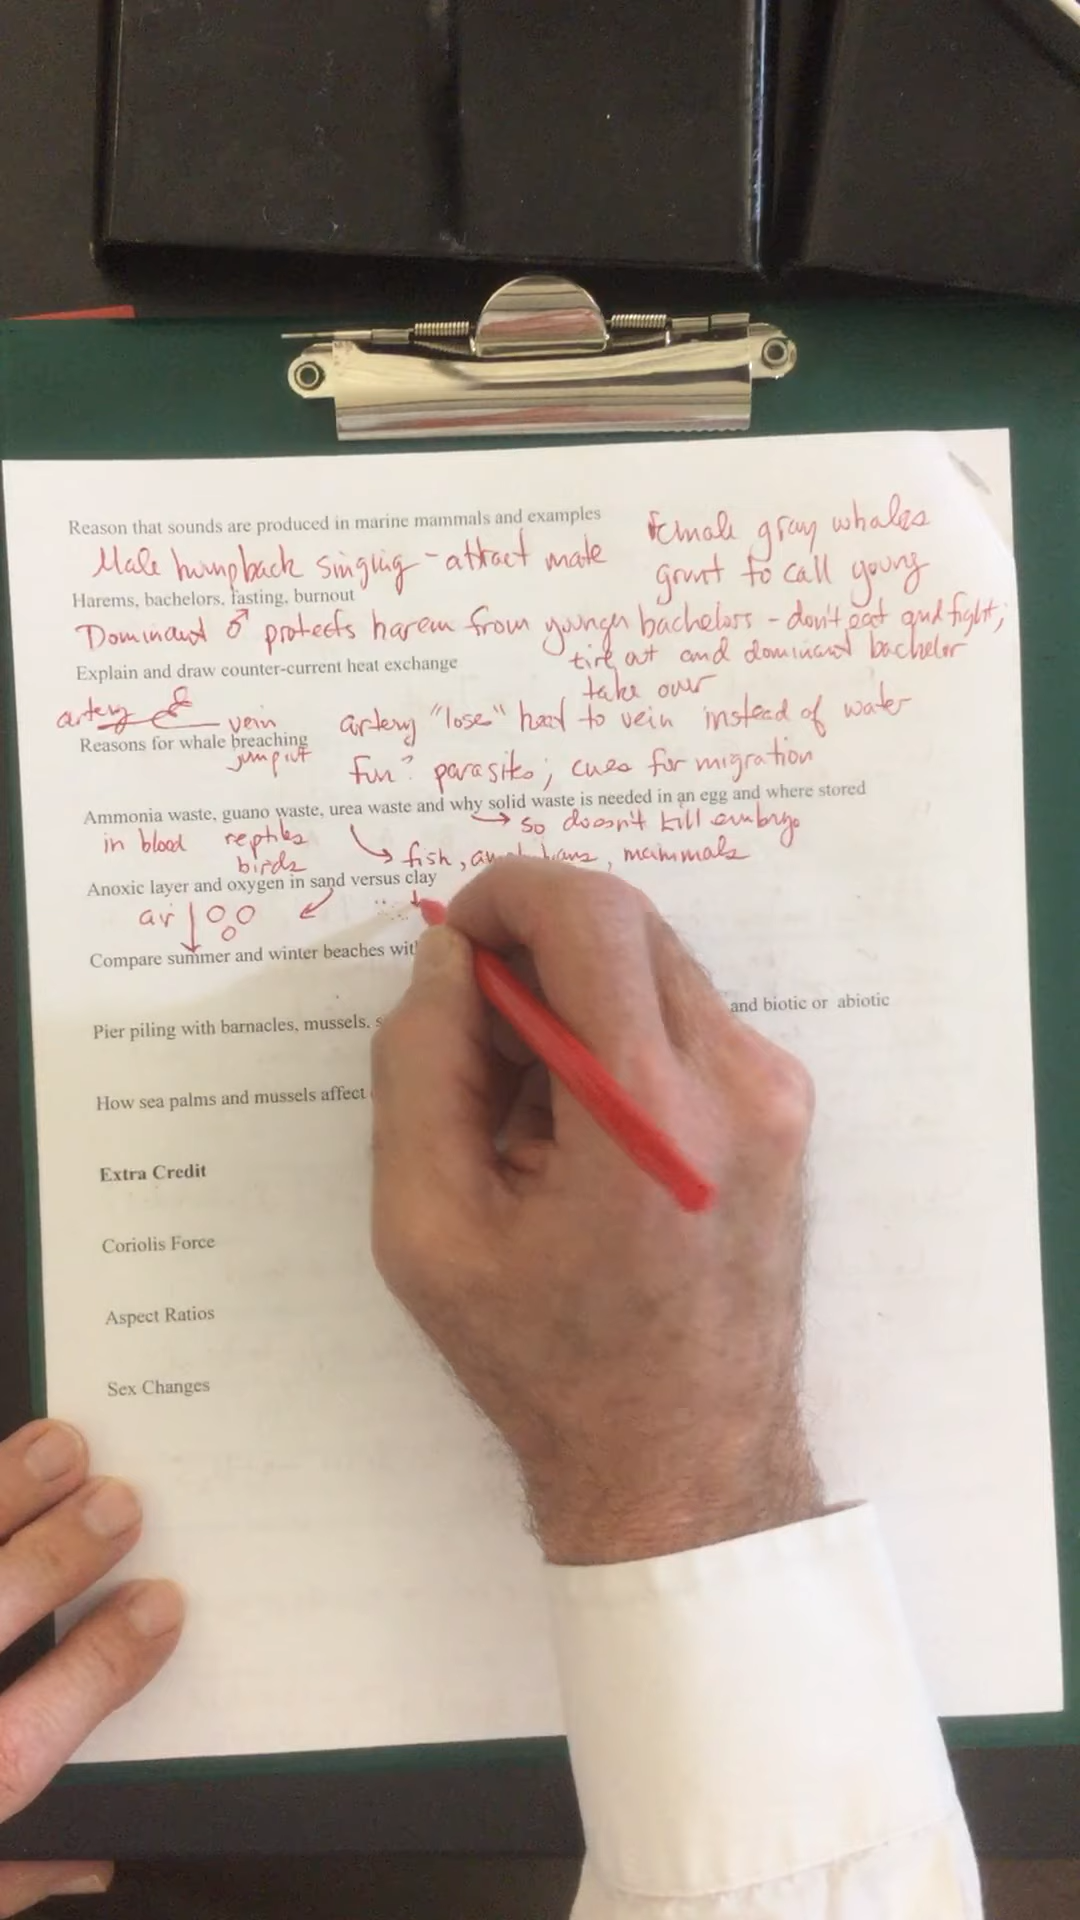 Reason that sounds are produced in marine mammals and examples
Male humpback singing - attract mate
Female gray whales
grunt to call young
Harems, bachelors, fasting, burnout
Dominant ♂ protects harem from younger bachelors - don't eat and fight;
tire out and dominant bachelor
take over
Explain and draw counter-current heat exchange
artery
vein
artery "loses" heat to vein instead of water
Reasons for whale breaching
jump out
Fun? parasites; cues for migration
Ammonia waste, guano waste, urea waste and why solid waste is needed in an egg and where stored
in blood
reptiles
birds
so doesn't kill embryo
fish, mammals
Anoxic layer and oxygen in sand versus clay
air
Compare summer and winter beaches
Pier piling with barnacles, mussels,
and biotic or abiotic
How sea palms and mussels affect
Extra Credit
Coriolis Force
Aspect Ratios
Sex Changes